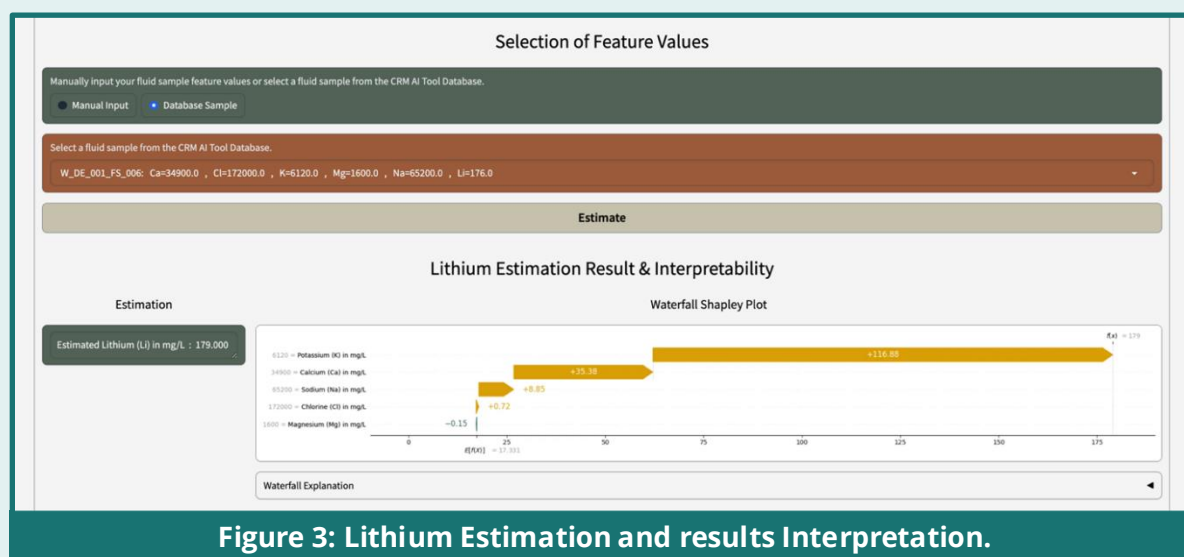 Selection of Feature Values
Manually input your fluid sample feature values or select a fluid sample from the CRM AI Tool Database.
Manual Input
Database Sample
Select a fluid sample from the CRM AI Tool Database.
W_DE_001_FS_006: Ca=34900.0 , Cl=172000.0 , K=6120.0 , Mg=1600.0 , Na=65200.0 , Li=176.0
Estimate
Lithium Estimation Result & Interpretability
Estimation
Waterfall Shapley Plot
Estimated Lithium (Li) in mg/L : 179.000
f(x) = 179
6120 = Potassium (K) in mg/L
+116.88
34900 = Calcium (Ca) in mg/L
+35.38
65200 = Sodium (Na) in mg/L
+8.85
172000 = Chlorine (Cl) in mg/L
+0.72
1600 = Magnesium (Mg) in mg/L
−0.15
0 25 50 75 100 125 150 175
E[f(X)] = 17.331
Waterfall Explanation
Figure 3: Lithium Estimation and results Interpretation.